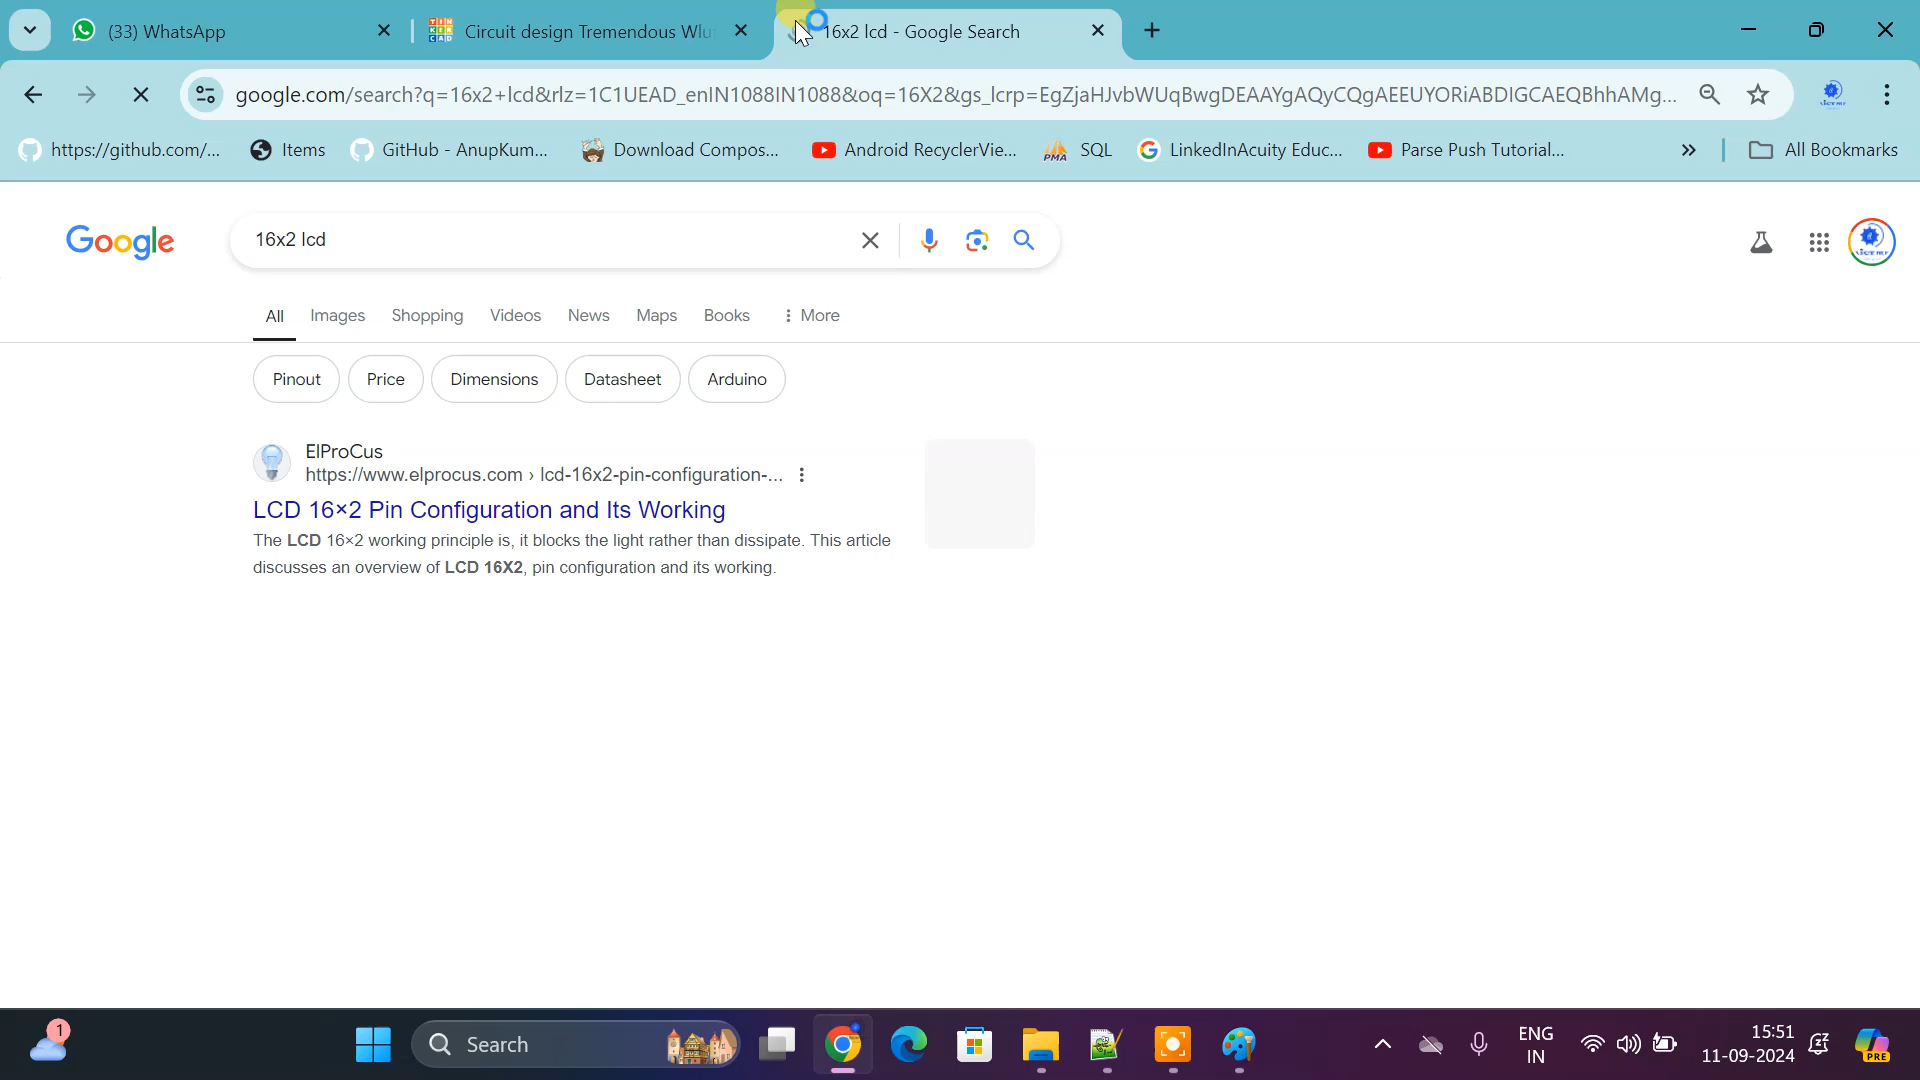 (33) WhatsApp
Circuit design Tremendous Wlu
16x2 lcd - Google Search
google.com/search?q=16x2+lcd&rlz=1C1UEAD_enIN1088IN1088&oq=16X2&gs_lcrp=EgZjaHJvbWUqBwgDEAAYgAQyCQgAEEUYORiABDIGCAEQBhhAMg...
https://github.com/...
Items
GitHub - AnupKum...
Download Compos...
Android RecyclerVie...
SQL
LinkedInAcuity Educ...
Parse Push Tutorial...
»
All Bookmarks
Google
16x2 lcd
All Images Shopping Videos News Maps Books More
Pinout Price Dimensions Datasheet Arduino
ElProCus
https://www.elprocus.com › lcd-16x2-pin-configuration-...
LCD 16×2 Pin Configuration and Its Working
The LCD 16×2 working principle is, it blocks the light rather than dissipate. This article
discusses an overview of LCD 16X2, pin configuration and its working.
1
Search
ENG
IN
15:51
11-09-2024
PRE